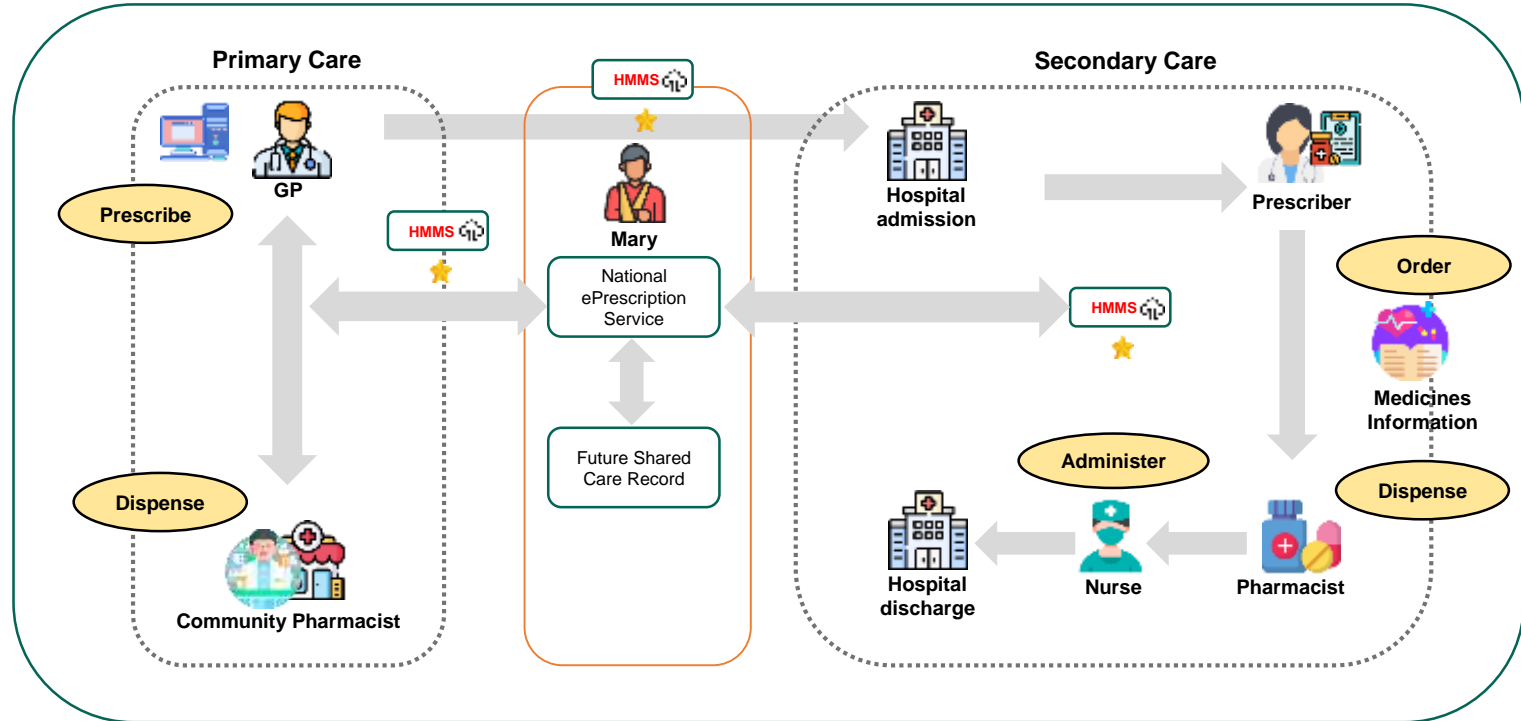 Primary Care
HMMS
Secondary Care
GP
Prescribe
HMMS
Mary
National
ePrescription
Service
Future Shared
Care Record
Dispense
Community Pharmacist
Hospital
admission
Prescriber
Order
HMMS
Medicines
Information
Administer
Dispense
Hospital
discharge
Nurse
Pharmacist